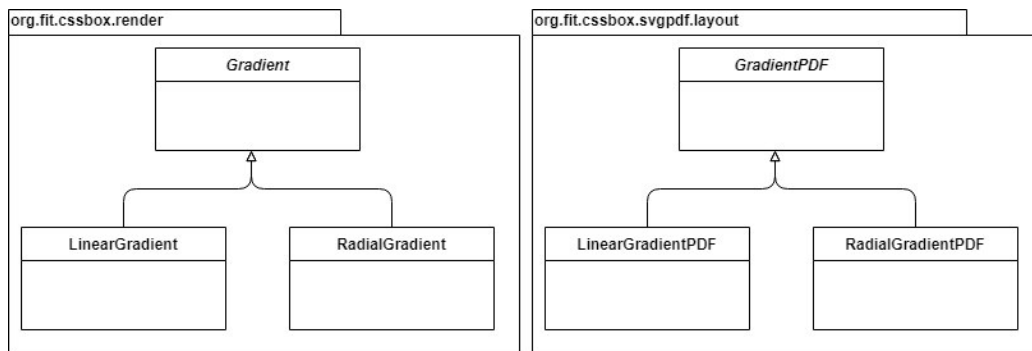 org.fit.cssbox.render
Gradient
LinearGradient
RadialGradient
org.fit.cssbox.svgpdf.layout
GradientPDF
LinearGradientPDF
RadialGradientPDF